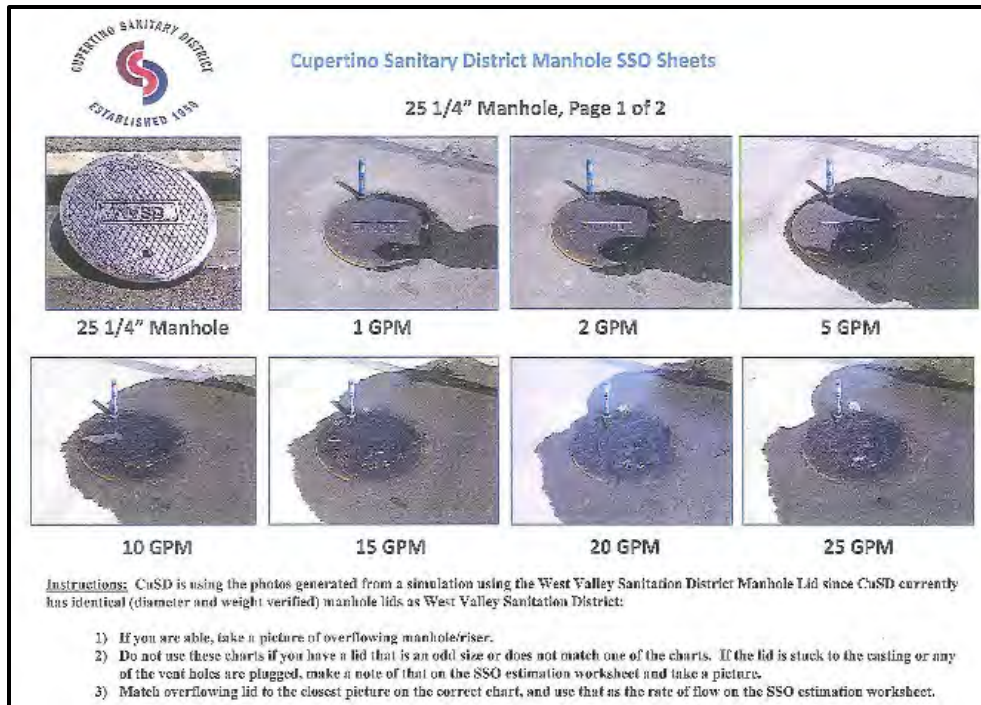 CUPERTINO SANITARY DISTRICT
ESTABLISHED 1956
Cupertino Sanitary District Manhole SSO Sheets
25 1/4" Manhole, Page 1 of 2
25 1/4" Manhole
1 GPM
2 GPM
5 GPM
10 GPM
15 GPM
20 GPM
25 GPM
Instructions: CuSD is using the photos generated from a simulation using the West Valley Sanitation District Manhole Lid since CuSD currently
has identical (diameter and weight verified) manhole lids as West Valley Sanitation District:
1) If you are able, take a picture of overflowing manhole/riser.
2) Do not use these charts if you have a lid that is an odd size or does not match one of the charts. If the lid is stuck to the casting or any
of the vent holes are plugged, make a note of that on the SSO estimation worksheet and take a picture.
3) Match overflowing lid to the closest picture on the correct chart, and use that as the rate of flow on the SSO estimation worksheet.